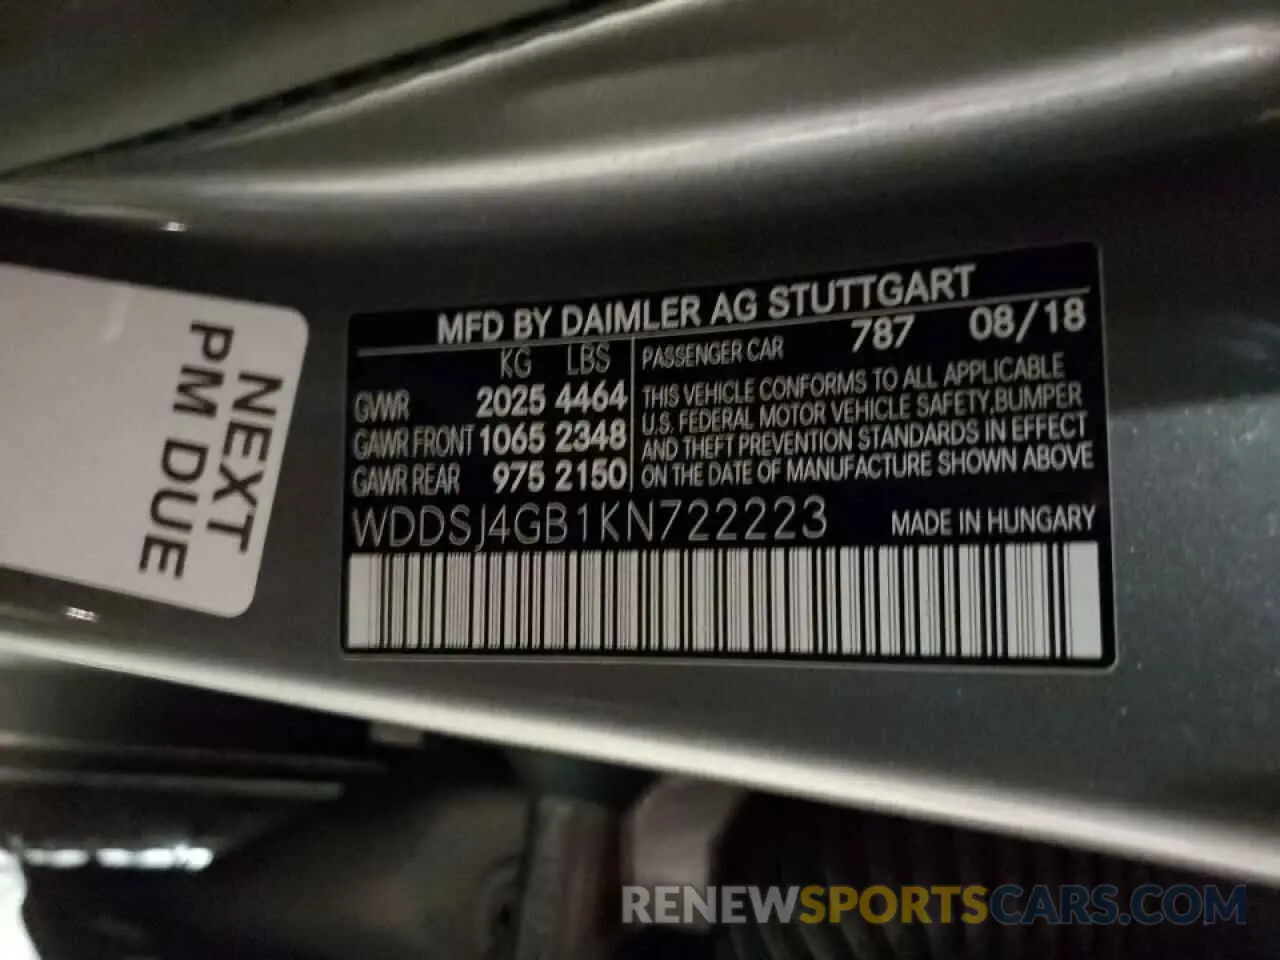 NEXT
PM DUE
MFD BY DAIMLER AG STUTTGART
KG LBS
GVWR 2025 4464
GAWR FRONT 1065 2348
GAWR REAR 975 2150
PASSENGER CAR 787 08/18
THIS VEHICLE CONFORMS TO ALL APPLICABLE
U.S. FEDERAL MOTOR VEHICLE SAFETY,BUMPER
AND THEFT PREVENTION STANDARDS IN EFFECT
ON THE DATE OF MANUFACTURE SHOWN ABOVE
WDDSJ4GB1KN722223 MADE IN HUNGARY
RENEWSPORTSCARS.COM